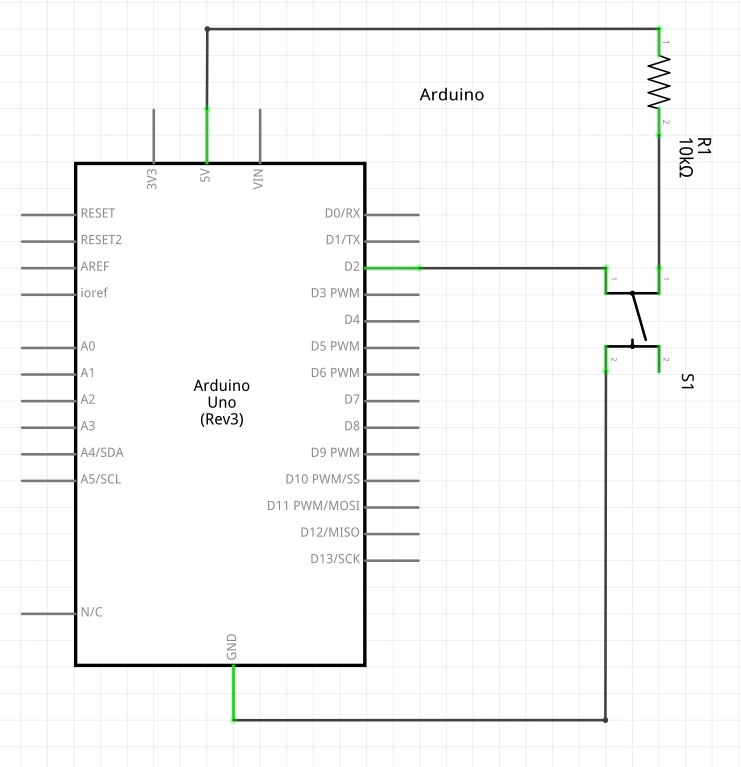 Arduino
1
2
R1
10kΩ
3V3
5V
VIN
RESET
RESET2
AREF
ioref
A0
A1
A2
A3
A4/SDA
A5/SCL
N/C
Arduino
Uno
(Rev3)
D0/RX
D1/TX
D2
D3 PWM
D4
D5 PWM
D6 PWM
D7
D8
D9 PWM
D10 PWM/SS
D11 PWM/MOSI
D12/MISO
D13/SCK
GND
1
1
2
2
S1